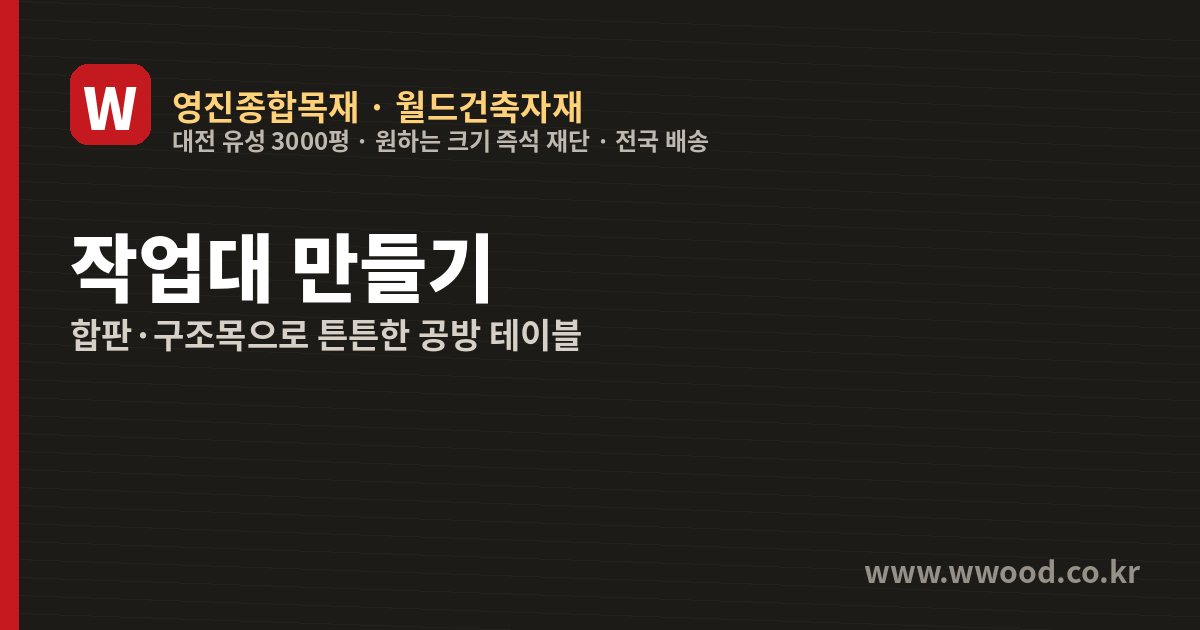 W
영진종합목재 · 월드건축자재
대전 유성 3000평 · 원하는 크기 즉석 재단 · 전국 배송
작업대 만들기
합판·구조목으로 튼튼한 공방 테이블
www.wwood.co.kr